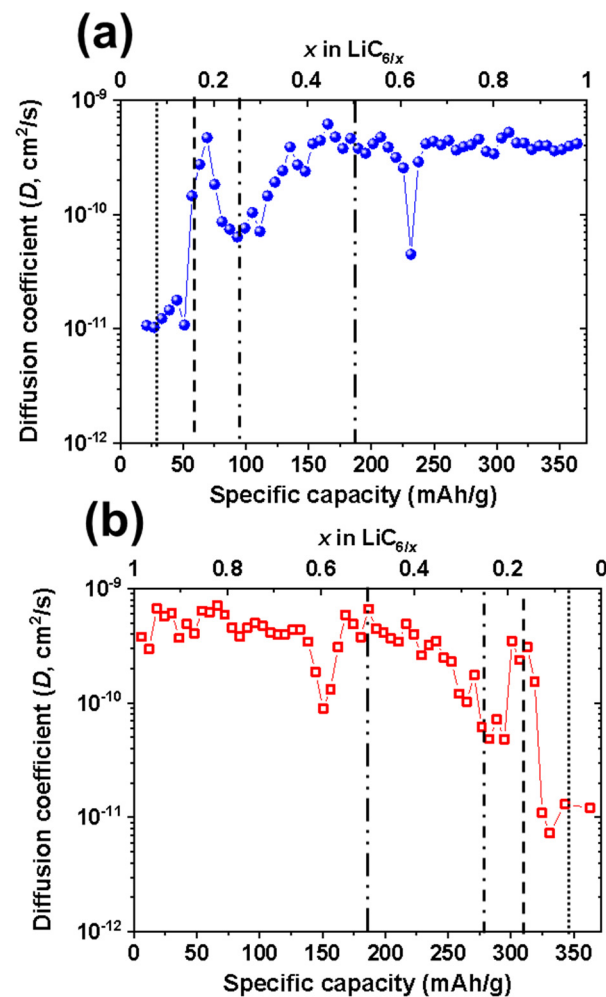 (a)
x in LiC6/x
0 0.2 0.4 0.6 0.8 1
10-9
10-10
10-11
10-12
Diffusion coefficient (D, cm2/s)
0 50 100 150 200 250 300 350
Specific capacity (mAh/g)
(b)
x in LiC6/x
1 0.8 0.6 0.4 0.2 0
10-9
10-10
10-11
10-12
Diffusion coefficient (D, cm2/s)
0 50 100 150 200 250 300 350
Specific capacity (mAh/g)